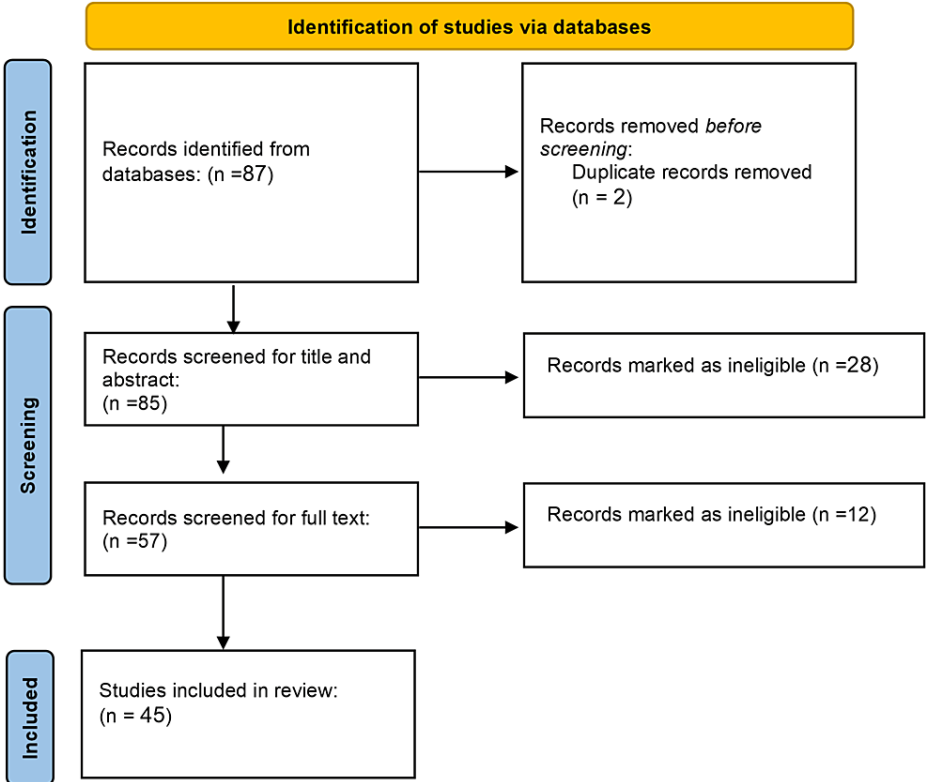 Identification of studies via databases
Identification
Records identified from
databases: (n =87)
Records removed before
screening:
Duplicate records removed
(n = 2)
Screening
Records screened for title and
abstract:
(n =85)
Records marked as ineligible (n =28)
Records screened for full text:
(n =57)
Records marked as ineligible (n =12)
Included
Studies included in review:
(n = 45)